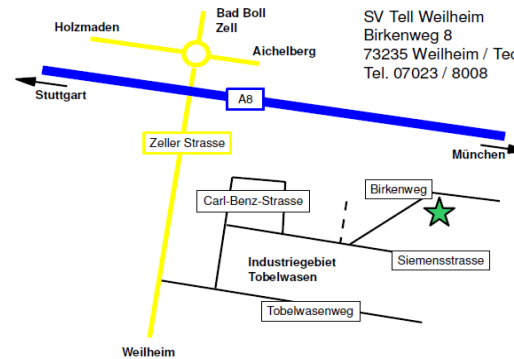 Bad Boll
Zell
Holzmaden
Aichelberg
SV Tell Weilheim
Birkenweg 8
73235 Weilheim /
Tel. 07023 / 8008
Stuttgart
A8
München
Zeller Strasse
Birkenweg
Carl-Benz-Strasse
Siemensstrasse
Industriegebiet
Tobelwasen
Tobelwasenweg
Weilheim